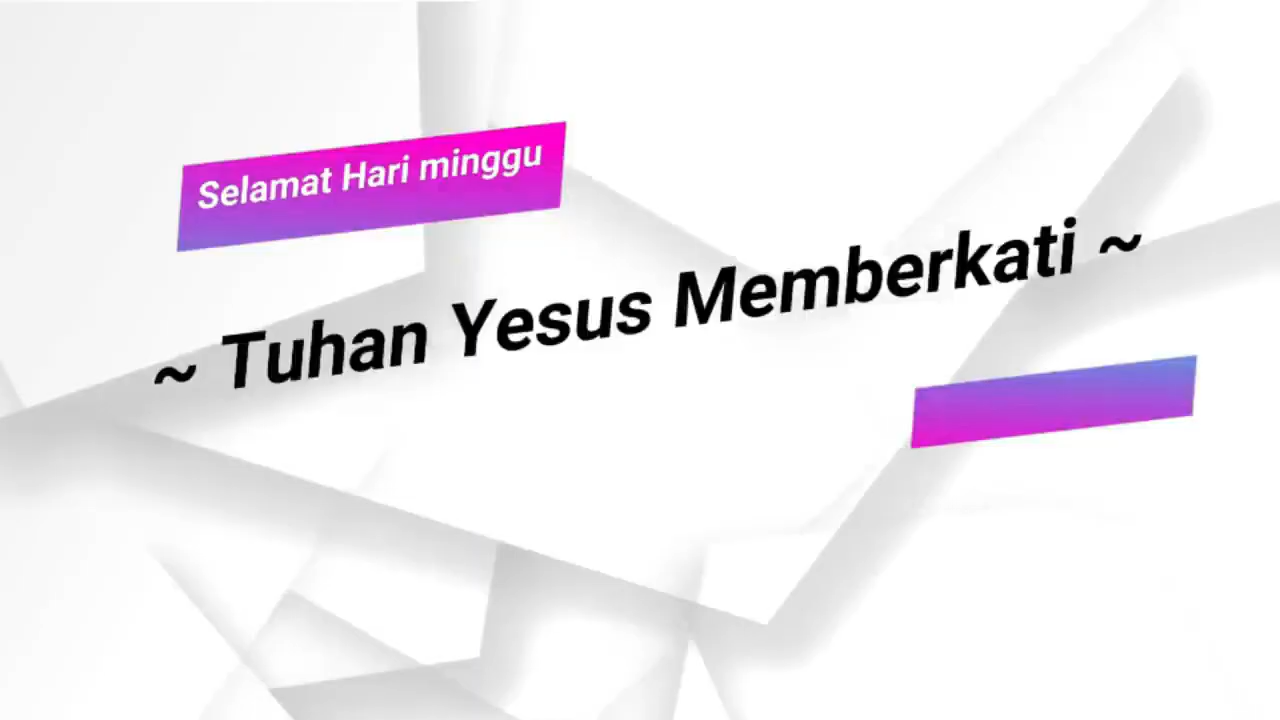 Selamat Hari minggu
~ Tuhan Yesus Memberkati ~